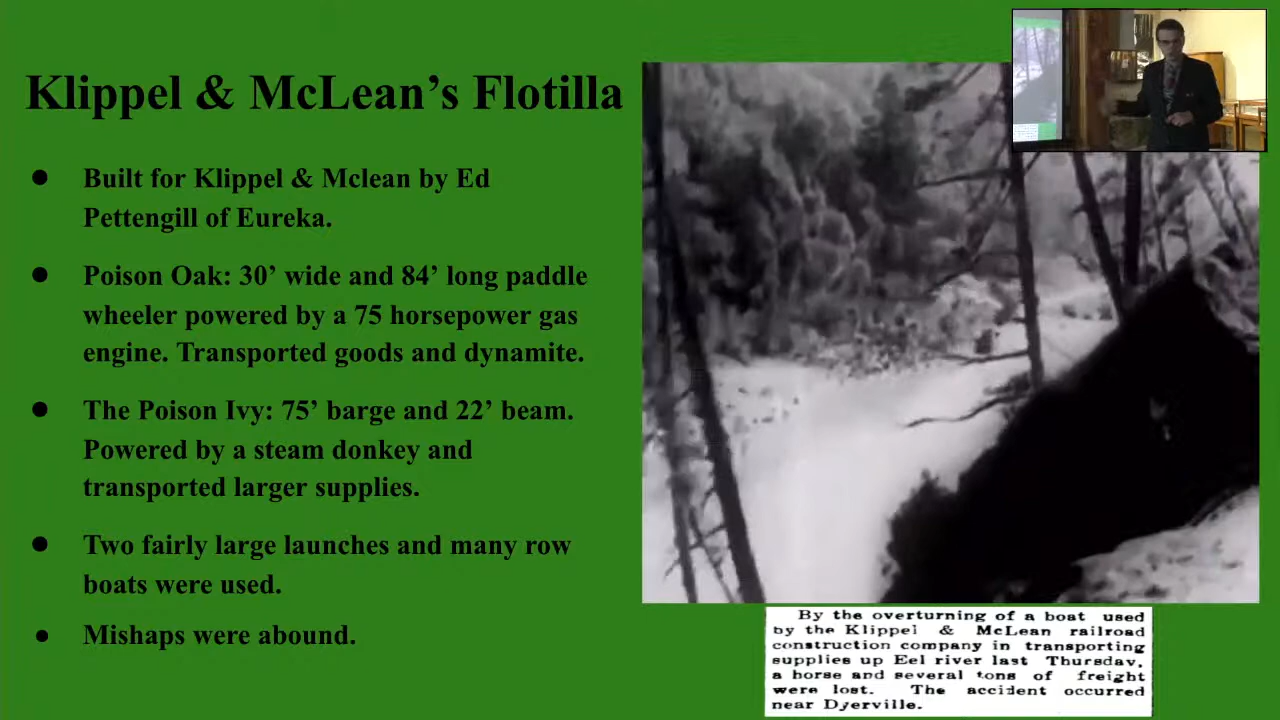 Klippel & McLean’s Flotilla
● Built for Klippel & Mclean by Ed
Pettengill of Eureka.
● Poison Oak: 30’ wide and 84’ long paddle
wheeler powered by a 75 horsepower gas
engine. Transported goods and dynamite.
● The Poison Ivy: 75’ barge and 22’ beam.
Powered by a steam donkey and
transported larger supplies.
● Two fairly large launches and many row
boats were used.
● Mishaps were abound.
By the overturning of a boat used
by the Klippel & McLean railroad
construction company in transporting
supplies up Eel river last Thursday,
a horse and several tons of freight
were lost. The accident occurred
near Dyerville.